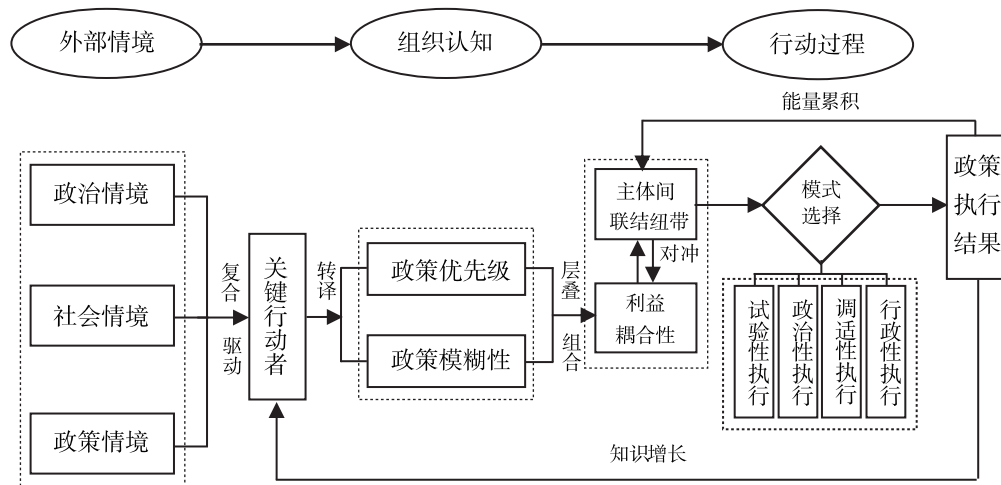 外部情境
组织认知
行动过程
能量累积
政治情境
社会情境
政策情境
复合
驱动
关键行动者
转译
政策优先级
政策模糊性
层叠
组合
主体间
联结纽带
对冲
利益
耦合性
模式
选择
试验性执行
政治性执行
调适性执行
行政性执行
政策
执行
结果
知识增长